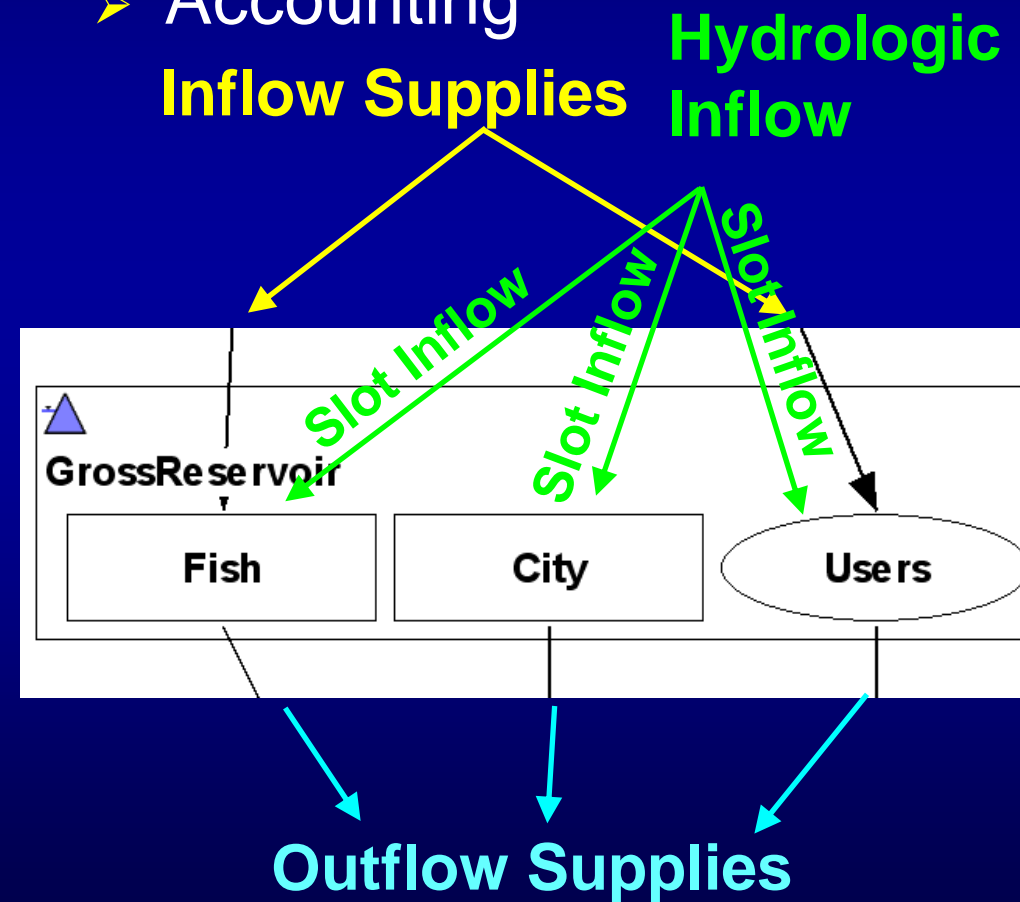 ➢ Accounting
Inflow Supplies
Hydrologic
Inflow
Slot Inflow
Slot Inflow
Slot Inflow
GrossReservoir
Fish
City
Users
Outflow Supplies